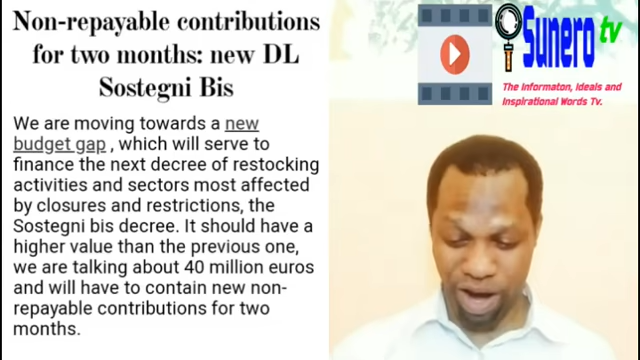 Non-repayable contributions
for two months: new DL
Sostegni Bis
We are moving towards a new
budget gap , which will serve to
finance the next decree of restocking
activities and sectors most affected
by closures and restrictions, the
Sostegni bis decree. It should have a
higher value than the previous one,
we are talking about 40 million euros
and will have to contain new non-
repayable contributions for two
months.
Sunero tv
The Informaton, Ideals and
Inspirational Words Tv.